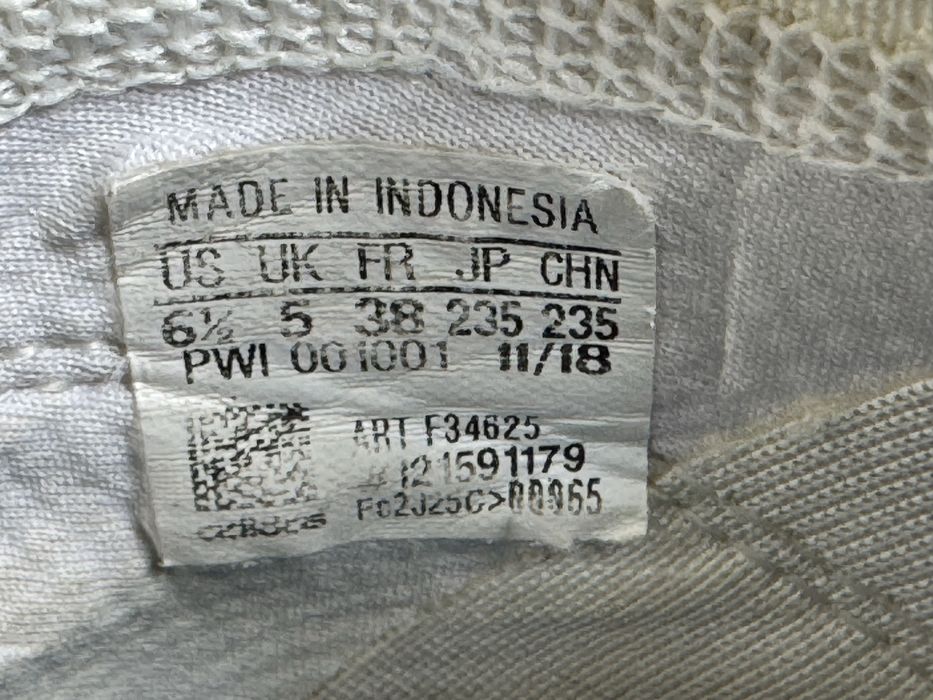 MADE IN INDONESIA
US UK FR JP CHN
6½ 5 38 235 235
PWI 001001 11/18
ART F34625
121591179